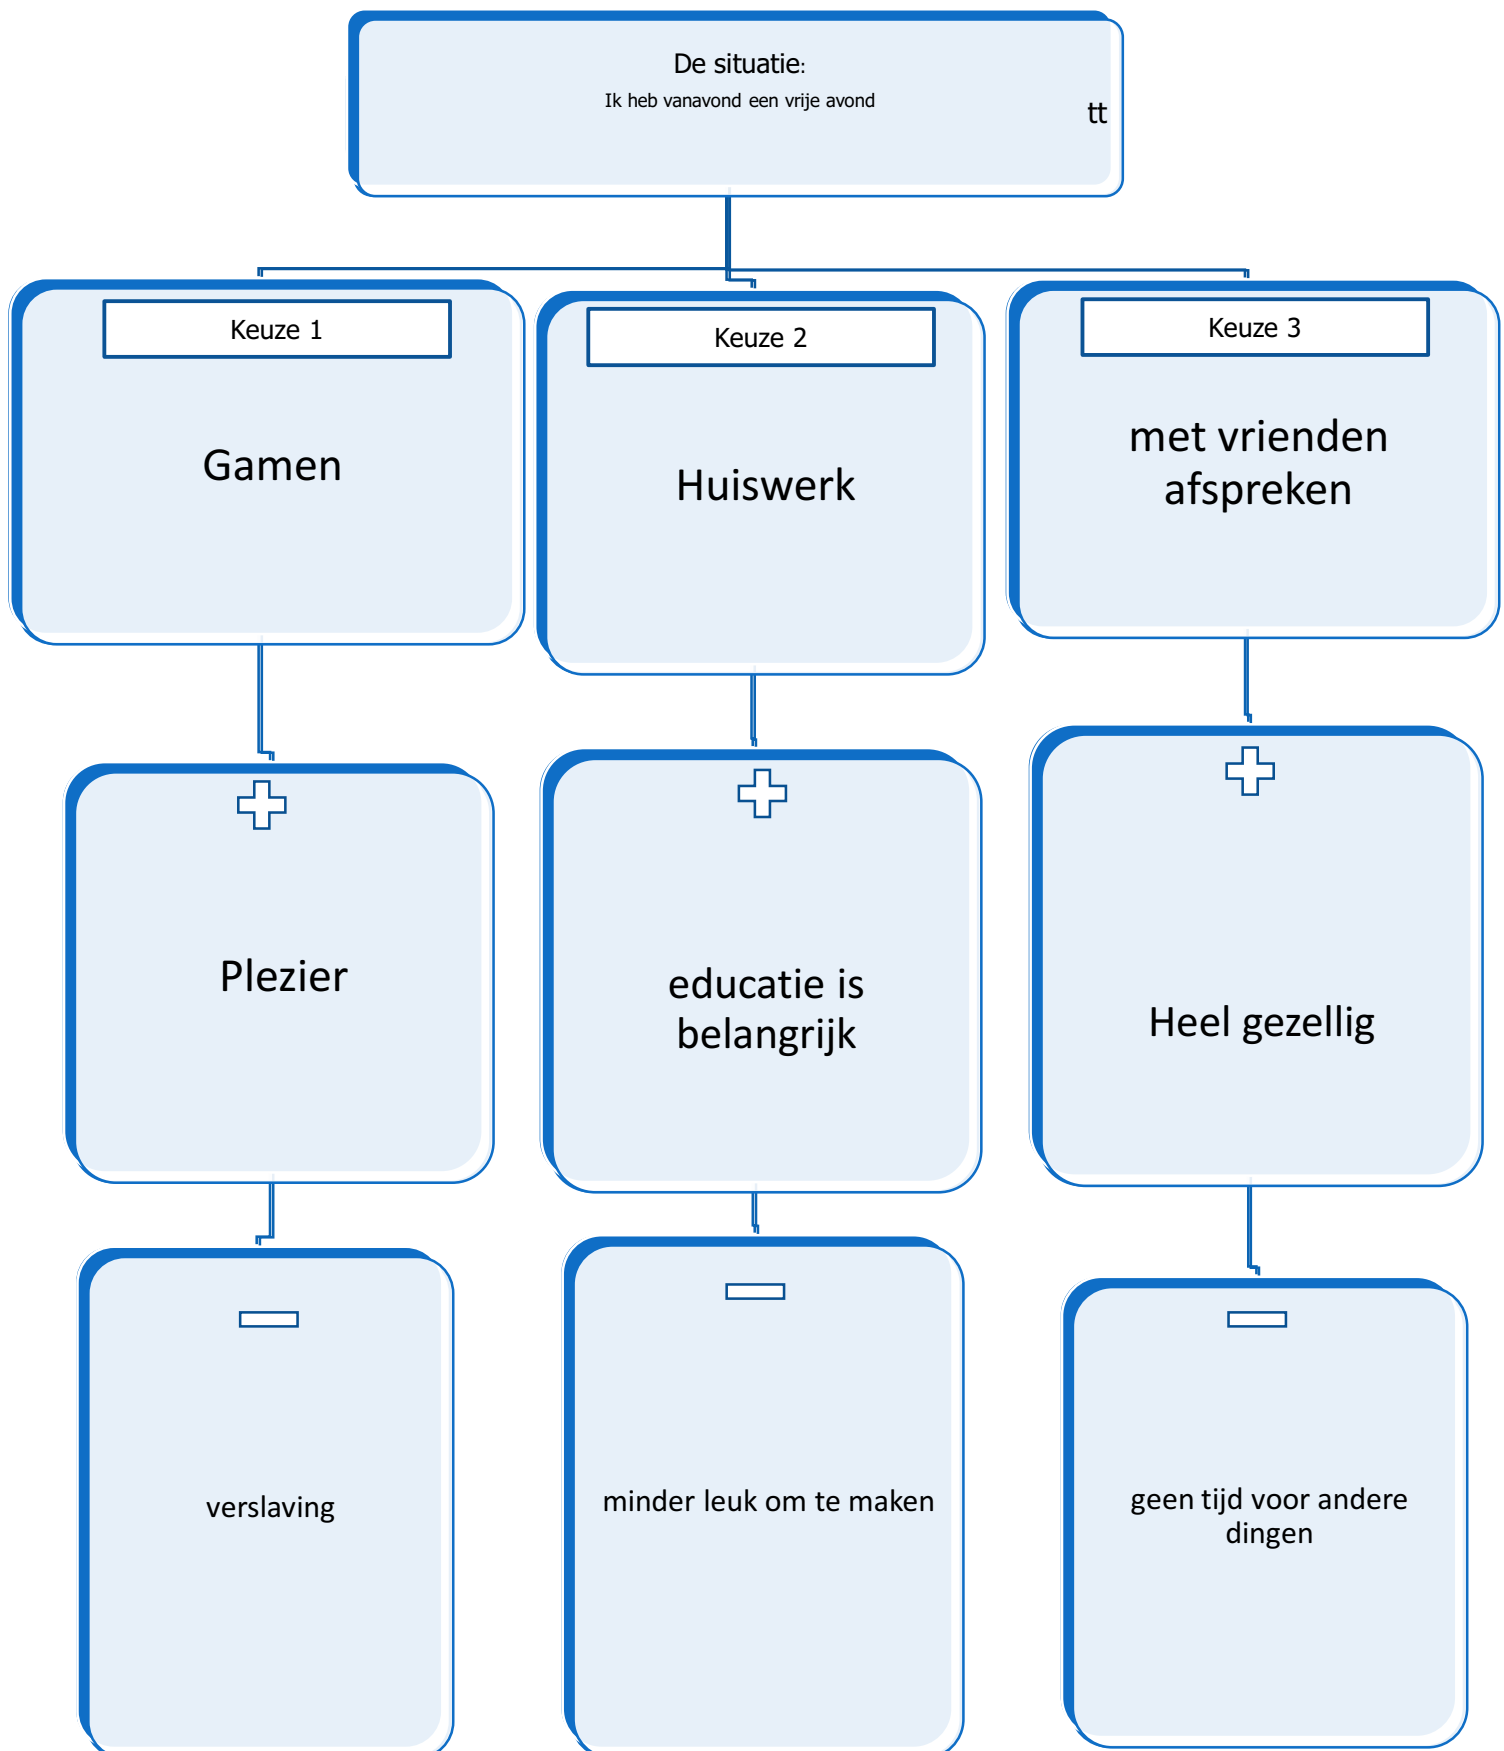 De situatie:
Ik heb vanavond een vrije avond
tt
Keuze 1
Gamen
Keuze 2
Huiswerk
Keuze 3
met vrienden
afspreken
Plezier
educatie is
belangrijk
Heel gezellig
verslaving
minder leuk om te maken
geen tijd voor andere
dingen